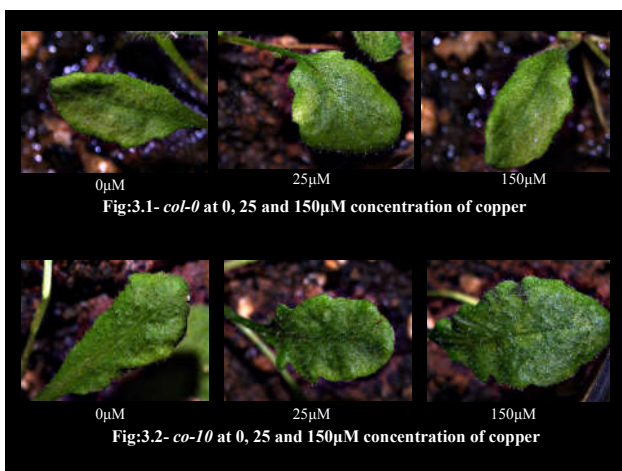 0µM 25µM 150µM
Fig:3.1- col-0 at 0, 25 and 150µM concentration of copper
0µM 25µM 150µM
Fig:3.2- co-10 at 0, 25 and 150µM concentration of copper